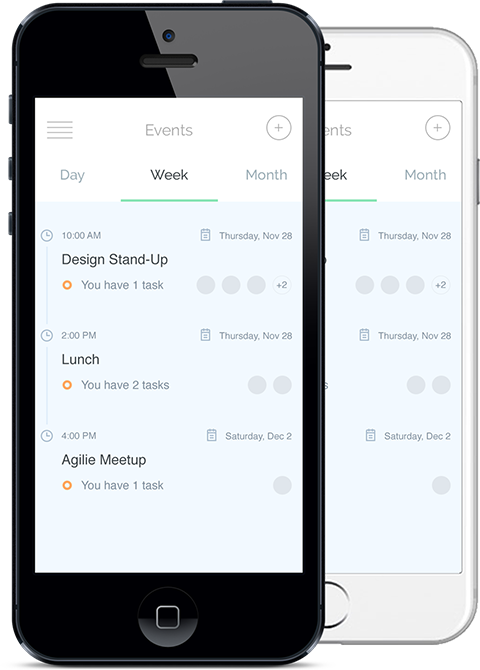 Events
Day Week Month
10:00 AM Thursday, Nov 28
Design Stand-Up
You have 1 task +2
2:00 PM Thursday, Nov 28
Lunch
You have 2 tasks
4:00 PM Saturday, Dec 2
Agilie Meetup
You have 1 task
ents
eek Month
Thursday, Nov 28
+2
Thursday, Nov 28
s
Saturday, Dec 2